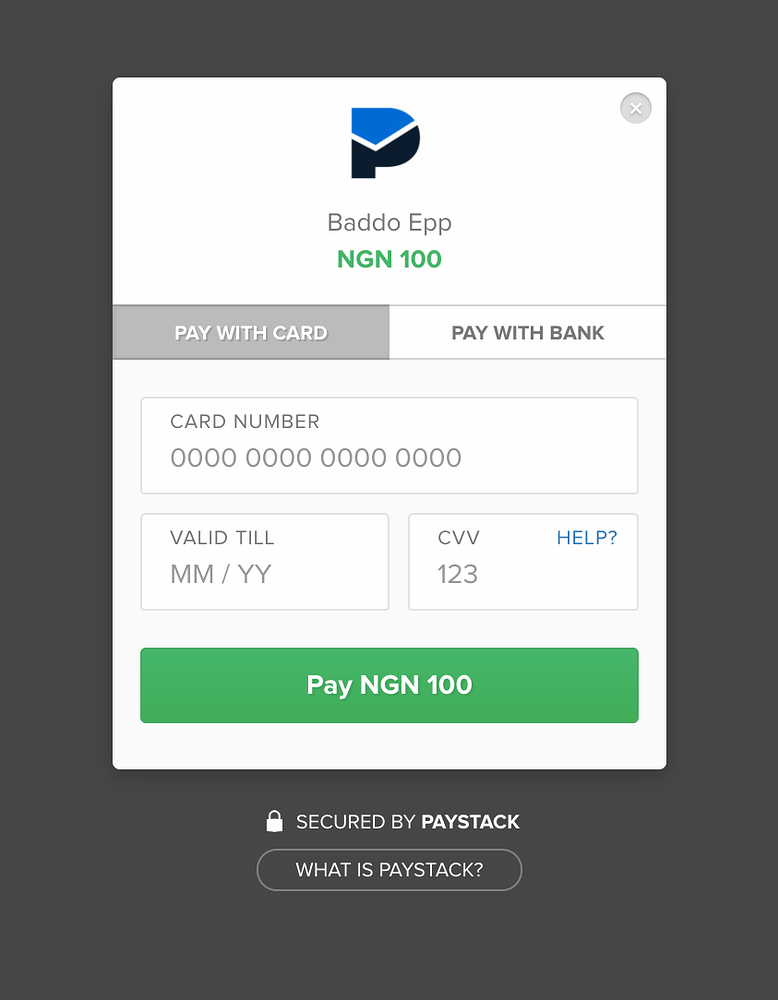 Baddo Epp
NGN 100
PAY WITH CARD PAY WITH BANK
CARD NUMBER
0000 0000 0000 0000
VALID TILL CVV HELP?
MM / YY 123
Pay NGN 100
SECURED BY PAYSTACK
WHAT IS PAYSTACK?